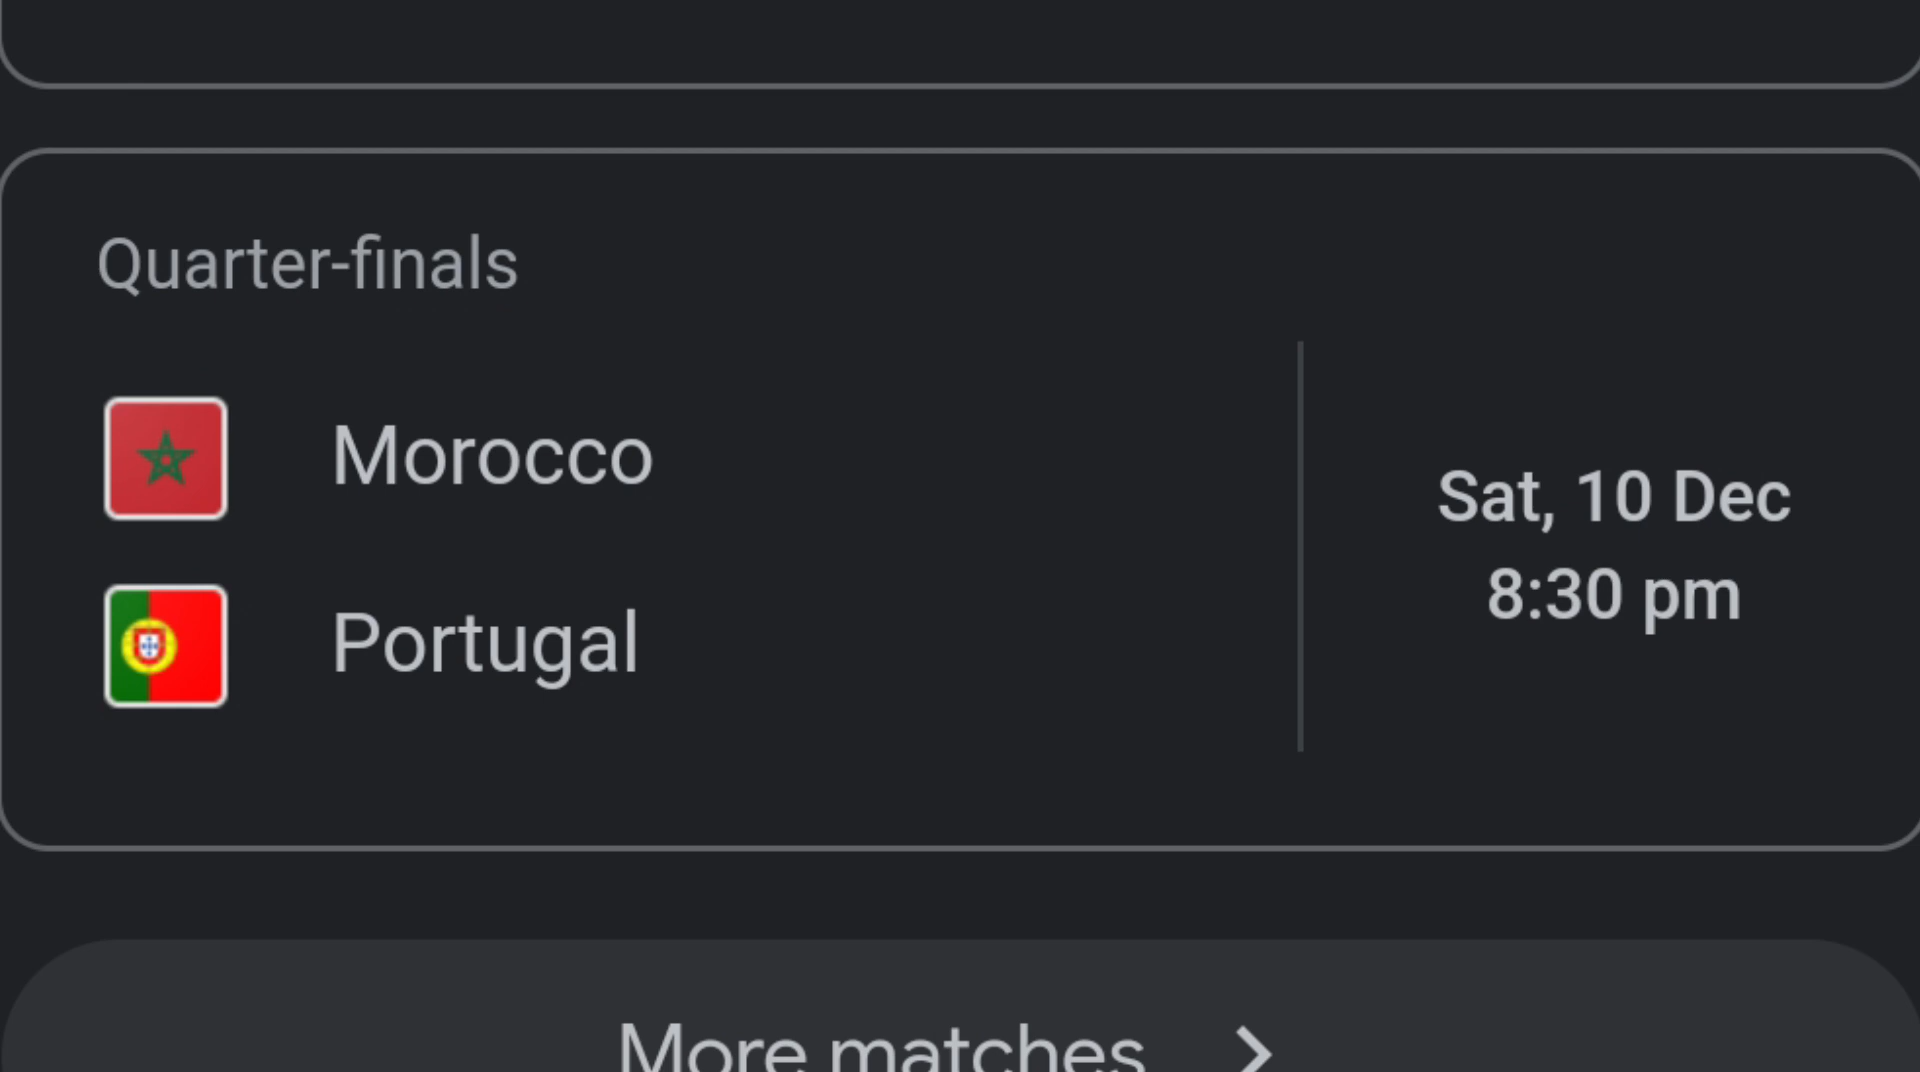 Quarter-finals
Morocco
Portugal
Sat, 10 Dec
8:30 pm
More matches